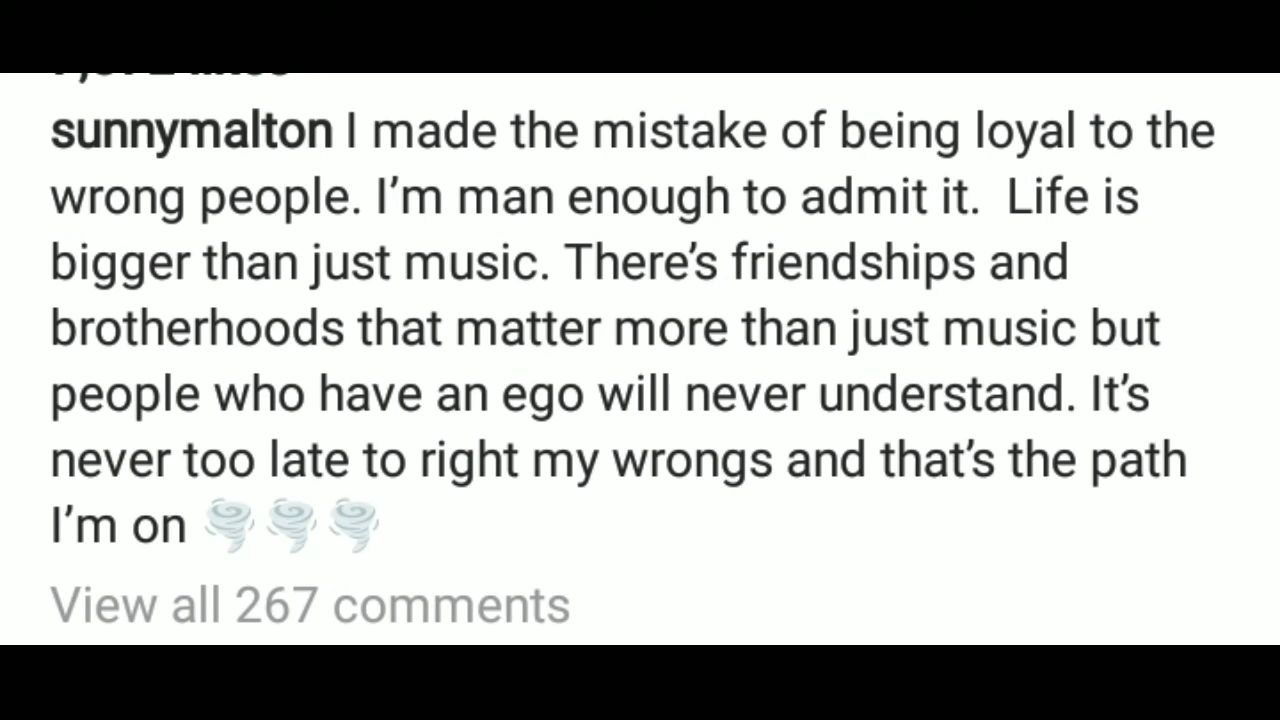 sunnymalton I made the mistake of being loyal to the
wrong people. I’m man enough to admit it.  Life is
bigger than just music. There’s friendships and
brotherhoods that matter more than just music but
people who have an ego will never understand. It’s
never too late to right my wrongs and that’s the path
I’m on 🌪🌪🌪
View all 267 comments